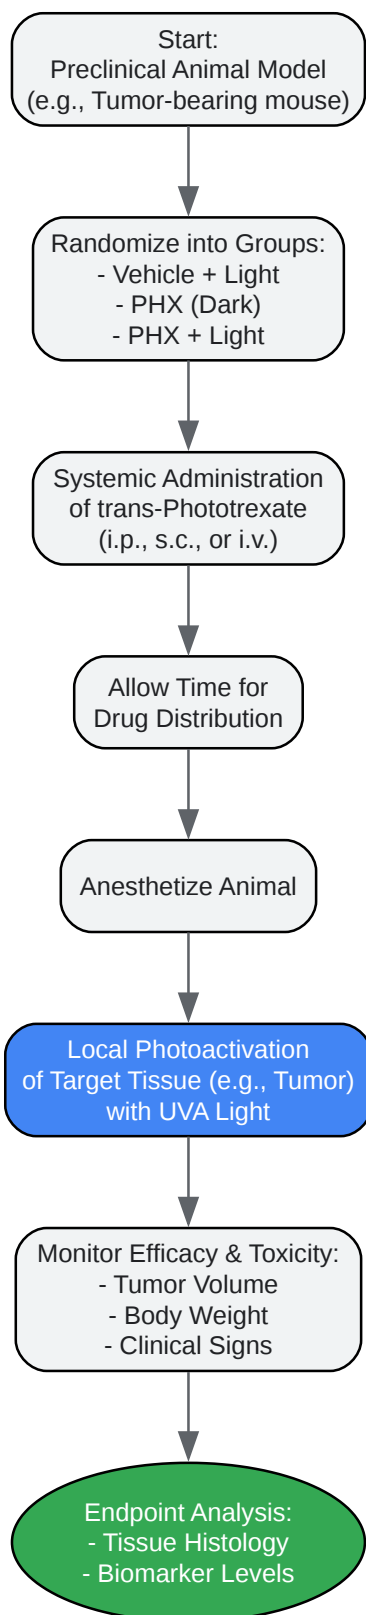 Start:
Preclinical Animal Model
(e.g., Tumor-bearing mouse)
Randomize into Groups:
- Vehicle + Light
- PHX (Dark)
- PHX + Light
Systemic Administration
of trans-Phototrexate
(i.p., s.c., or i.v.)
Allow Time for
Drug Distribution
Anesthetize Animal
Local Photoactivation
of Target Tissue (e.g., Tumor)
with UVA Light
Monitor Efficacy & Toxicity:
- Tumor Volume
- Body Weight
- Clinical Signs
Endpoint Analysis:
- Tissue Histology
- Biomarker Levels